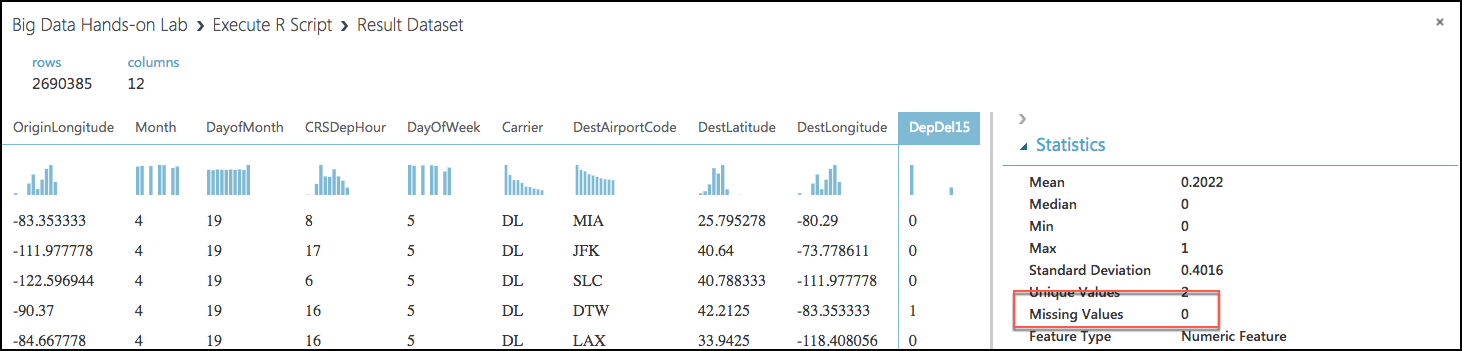 Big Data Hands-on Lab › Execute R Script › Result Dataset
rows columns
2690385 12
OriginLongitude Month DayofMonth CRSDepHour DayOfWeek Carrier DestAirportCode DestLatitude DestLongitude DepDel15
-83.353333 4 19 8 5 DL MIA 25.795278 -80.29 0
-111.977778 4 19 17 5 DL JFK 40.64 -73.778611 0
-122.596944 4 19 6 5 DL SLC 40.788333 -111.977778 0
-90.37 4 19 16 5 DL DTW 42.2125 -83.353333 1
-84.667778 4 19 16 5 DL LAX 33.9425 -118.408056 0
Statistics
Mean 0.2022
Median 0
Min 0
Max 1
Standard Deviation 0.4016
Unique Values 2
Missing Values 0
Feature Type Numeric Feature